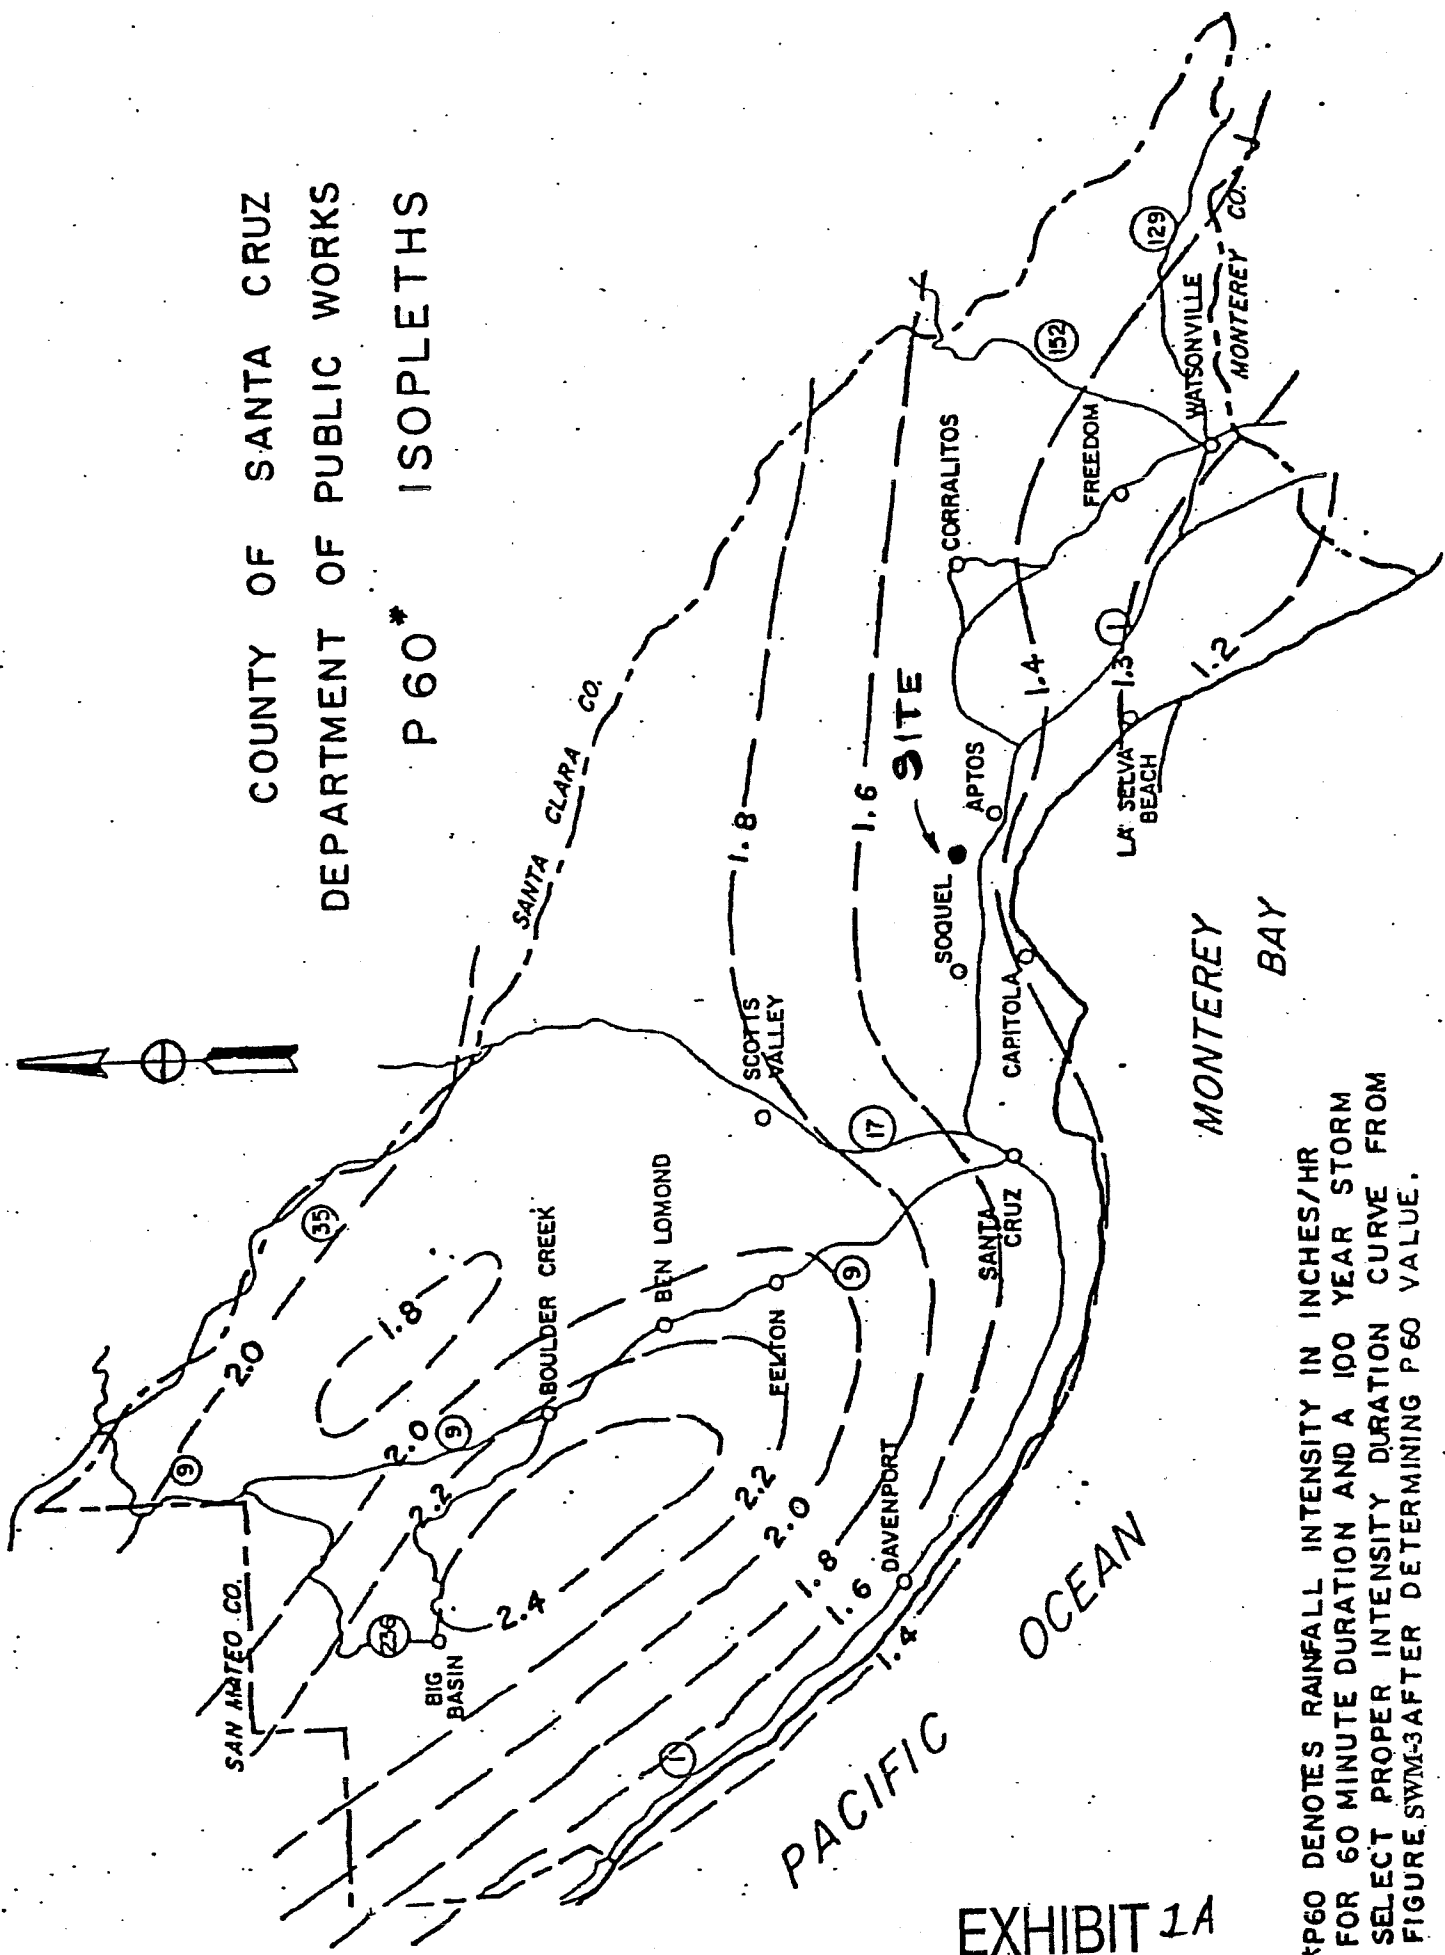 COUNTY OF SANTA CRUZ
DEPARTMENT OF PUBLIC WORKS
P60* ISOPLETHS
SAN MATEO CO.
SANTA CLARA CO.
9
35
2.0
1.8
236
BIG
BASIN
2.2
2.0
9
2.4
BOULDER CREEK
BEN LOMOND
FELTON
9
SCOTTS
VALLEY
17
1.8
1.6
SITE
2.2
2.0
1.8
1.6
1.4
1
DAVENPORT
SANTA
CRUZ
CAPITOLA
SOQUEL
APTOS
CORRALITOS
FREEDOM
152
129
WATSONVILLE
MONTEREY CO.
1.4
1
1.3
1.2
LA SELVA
BEACH
MONTEREY
BAY
PACIFIC
OCEAN
*P60 DENOTES RAINFALL INTENSITY IN INCHES/HR
FOR 60 MINUTE DURATION AND A 100 YEAR STORM
SELECT PROPER INTENSITY DURATION CURVE FROM
FIGURE SWM-3 AFTER DETERMINING P60 VALUE.
EXHIBIT 1A